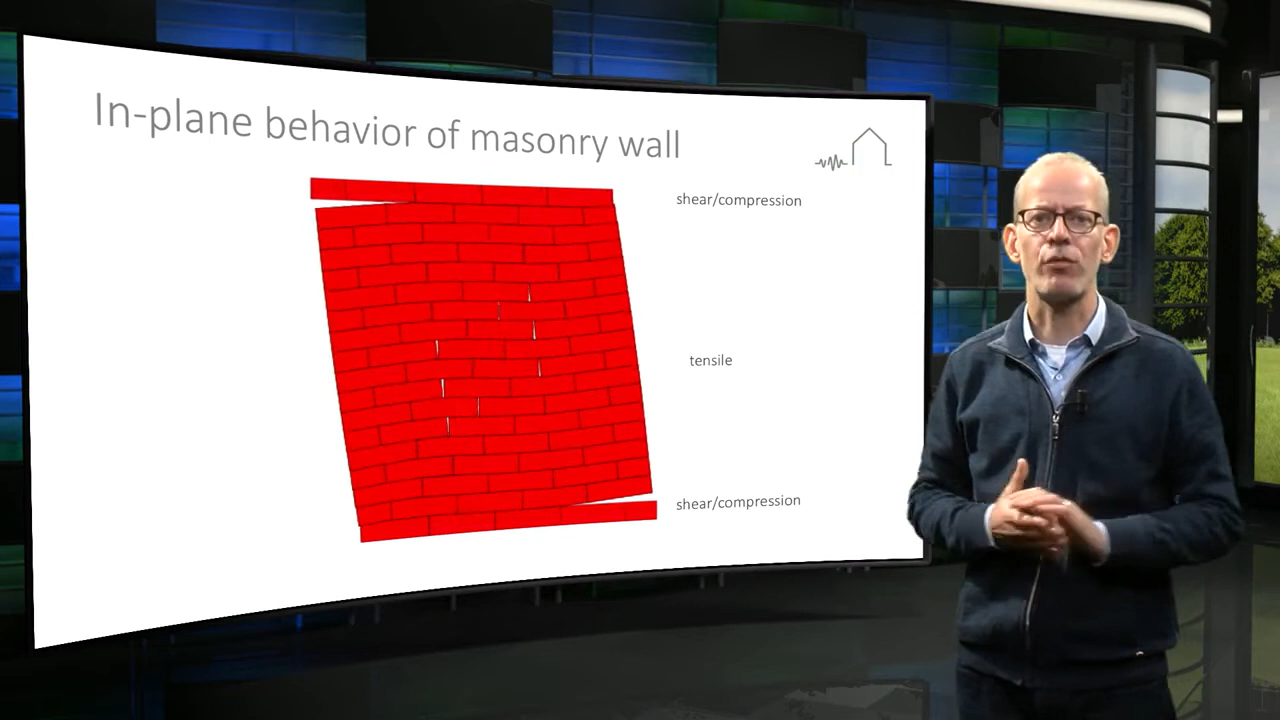 In-plane behavior of masonry wall
shear/compression
tensile
shear/compression